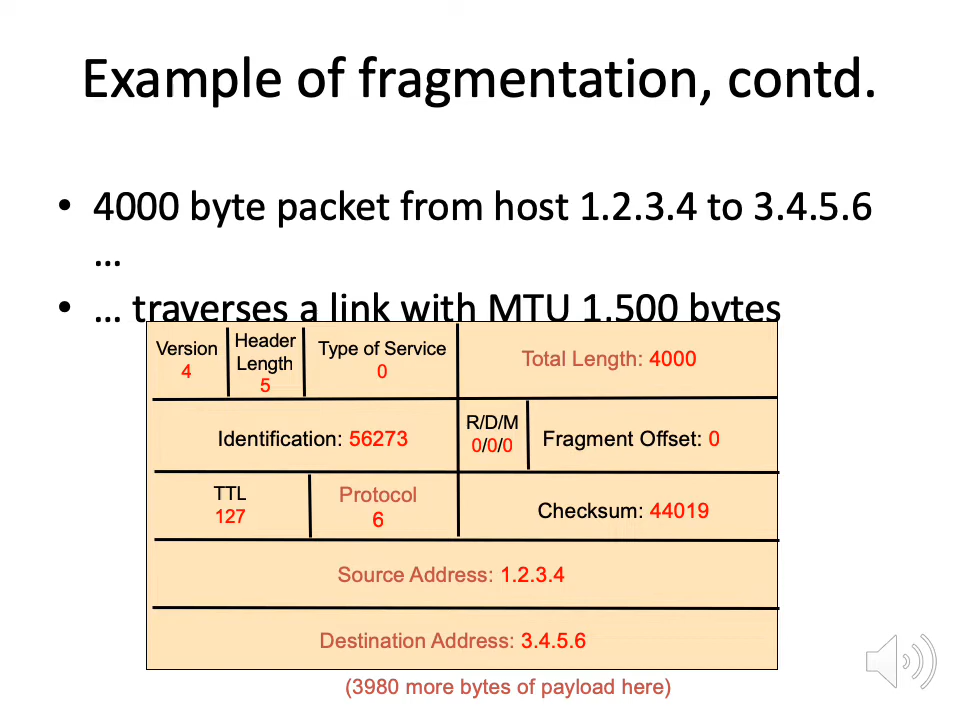 Example of fragmentation, contd.
• 4000 byte packet from host 1.2.3.4 to 3.4.5.6
…
• … traverses a link with MTU 1,500 bytes
Version
4
Header
Length
5
Type of Service
0
Total Length: 4000
Identification: 56273
R/D/M
0/0/0
Fragment Offset: 0
TTL
127
Protocol
6
Checksum: 44019
Source Address: 1.2.3.4
Destination Address: 3.4.5.6
(3980 more bytes of payload here)